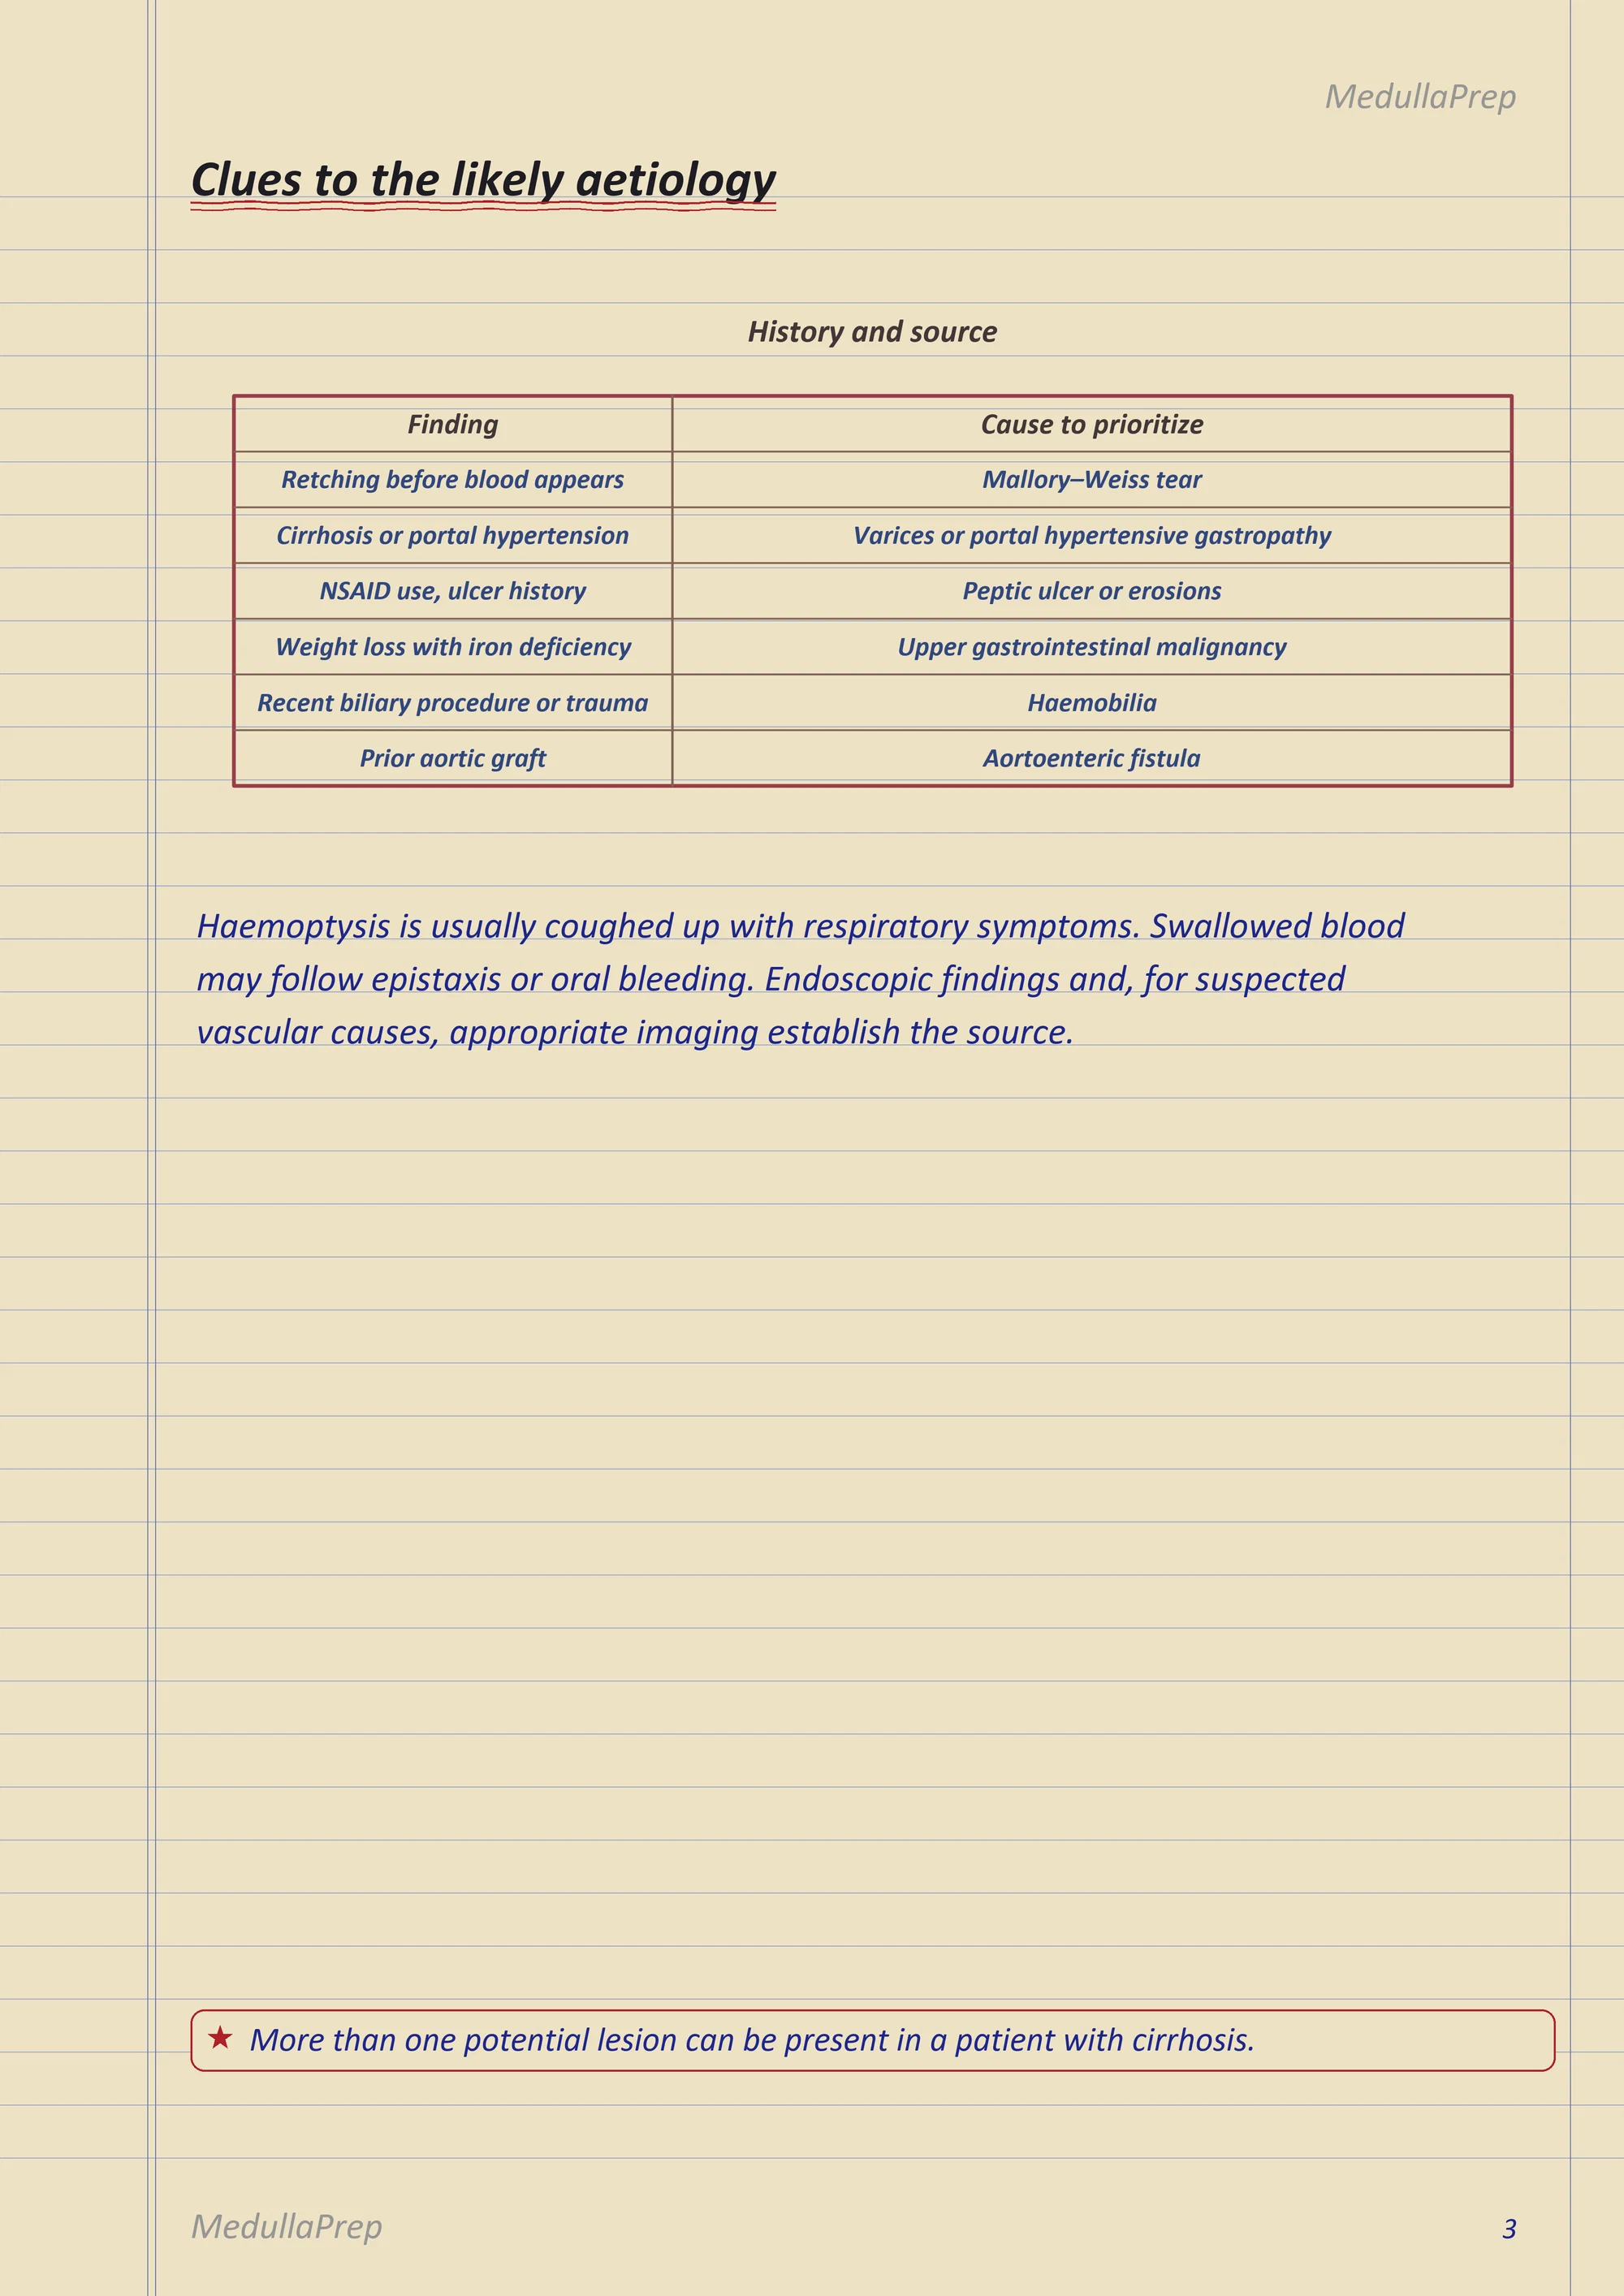 MedullaPrep
Clues to the likely aetiology
History and source
Finding Cause to prioritize
Retching before blood appears Mallory–Weiss tear
Cirrhosis or portal hypertension Varices or portal hypertensive gastropathy
NSAID use, ulcer history Peptic ulcer or erosions
Weight loss with iron deficiency Upper gastrointestinal malignancy
Recent biliary procedure or trauma Haemobilia
Prior aortic graft Aortoenteric fistula
Haemoptysis is usually coughed up with respiratory symptoms. Swallowed blood
may follow epistaxis or oral bleeding. Endoscopic findings and, for suspected
vascular causes, appropriate imaging establish the source.
★ More than one potential lesion can be present in a patient with cirrhosis.
MedullaPrep 3